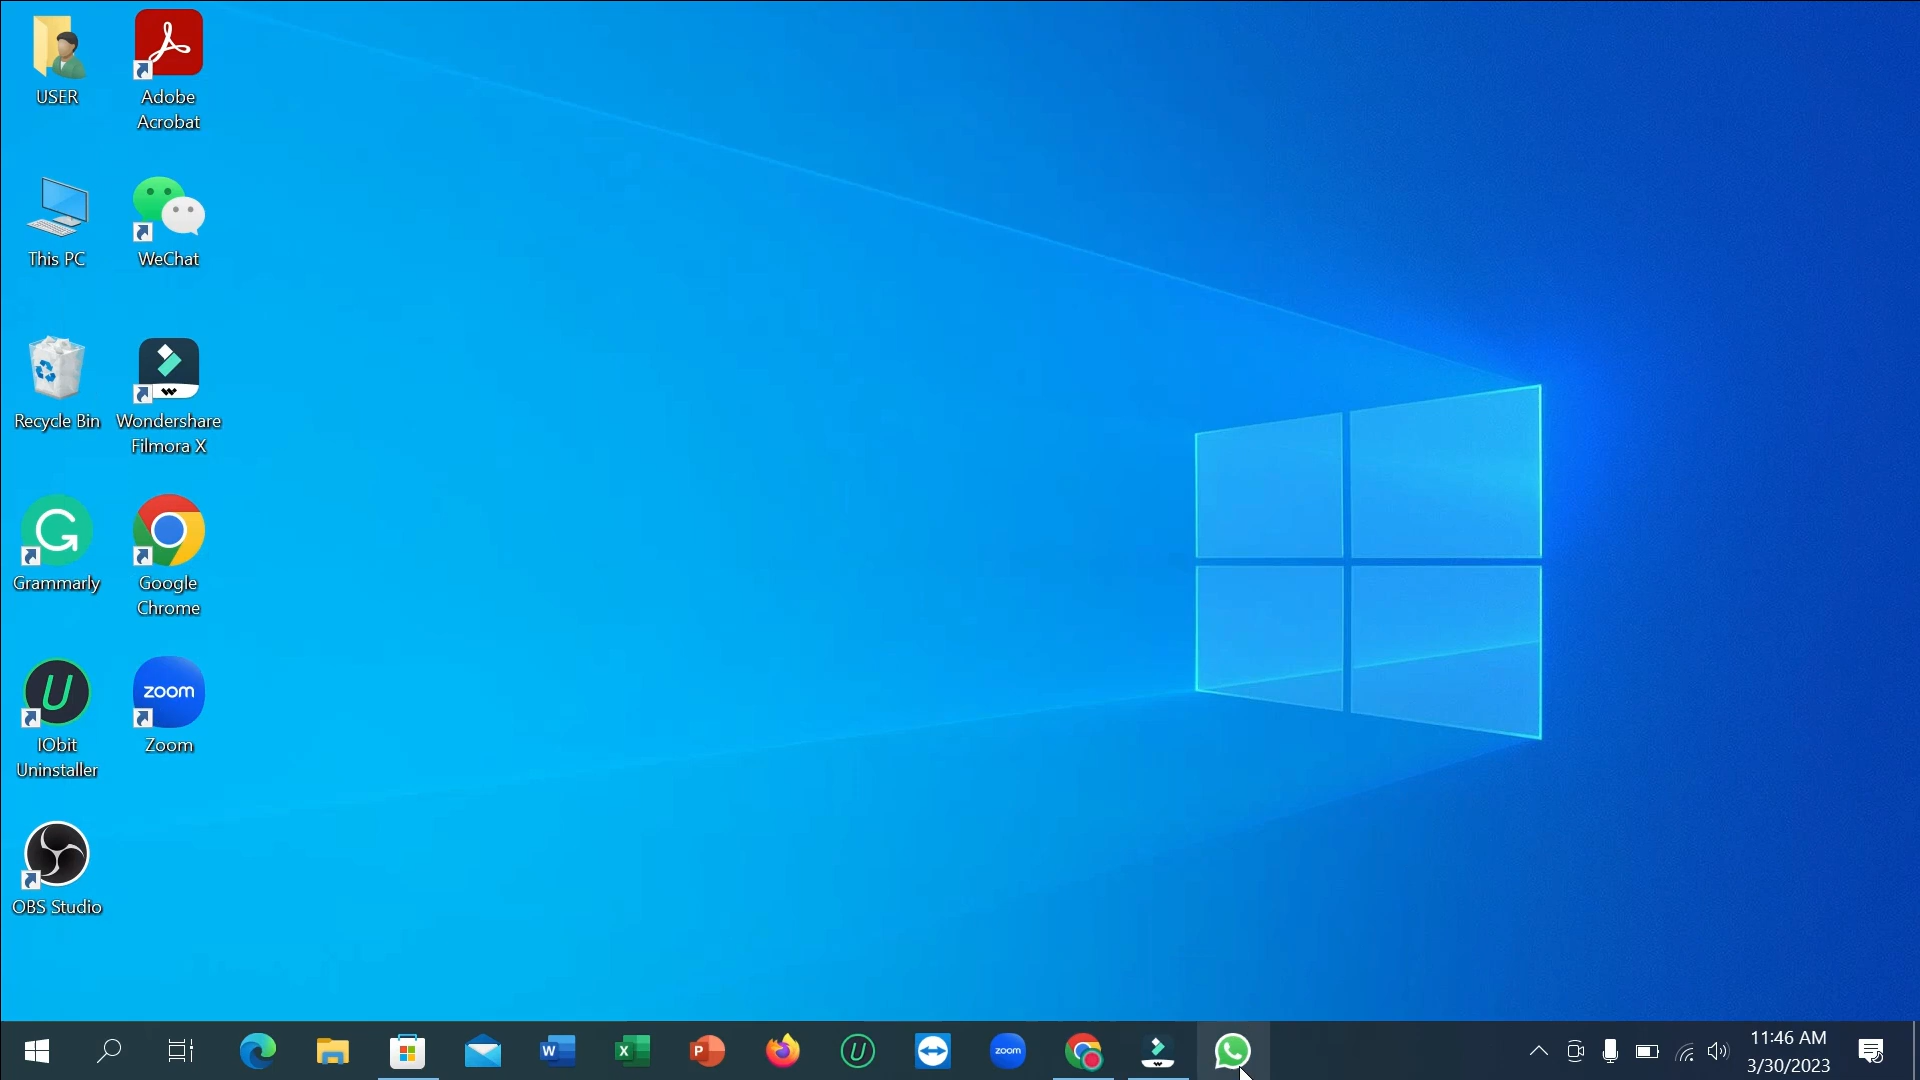 USER
Adobe
Acrobat
This PC
WeChat
Recycle Bin
Wondershare
Filmora X
Grammarly
Google
Chrome
zoom
IObit
Uninstaller
Zoom
OBS Studio
W
X
P
zoom
11:46 AM
3/30/2023